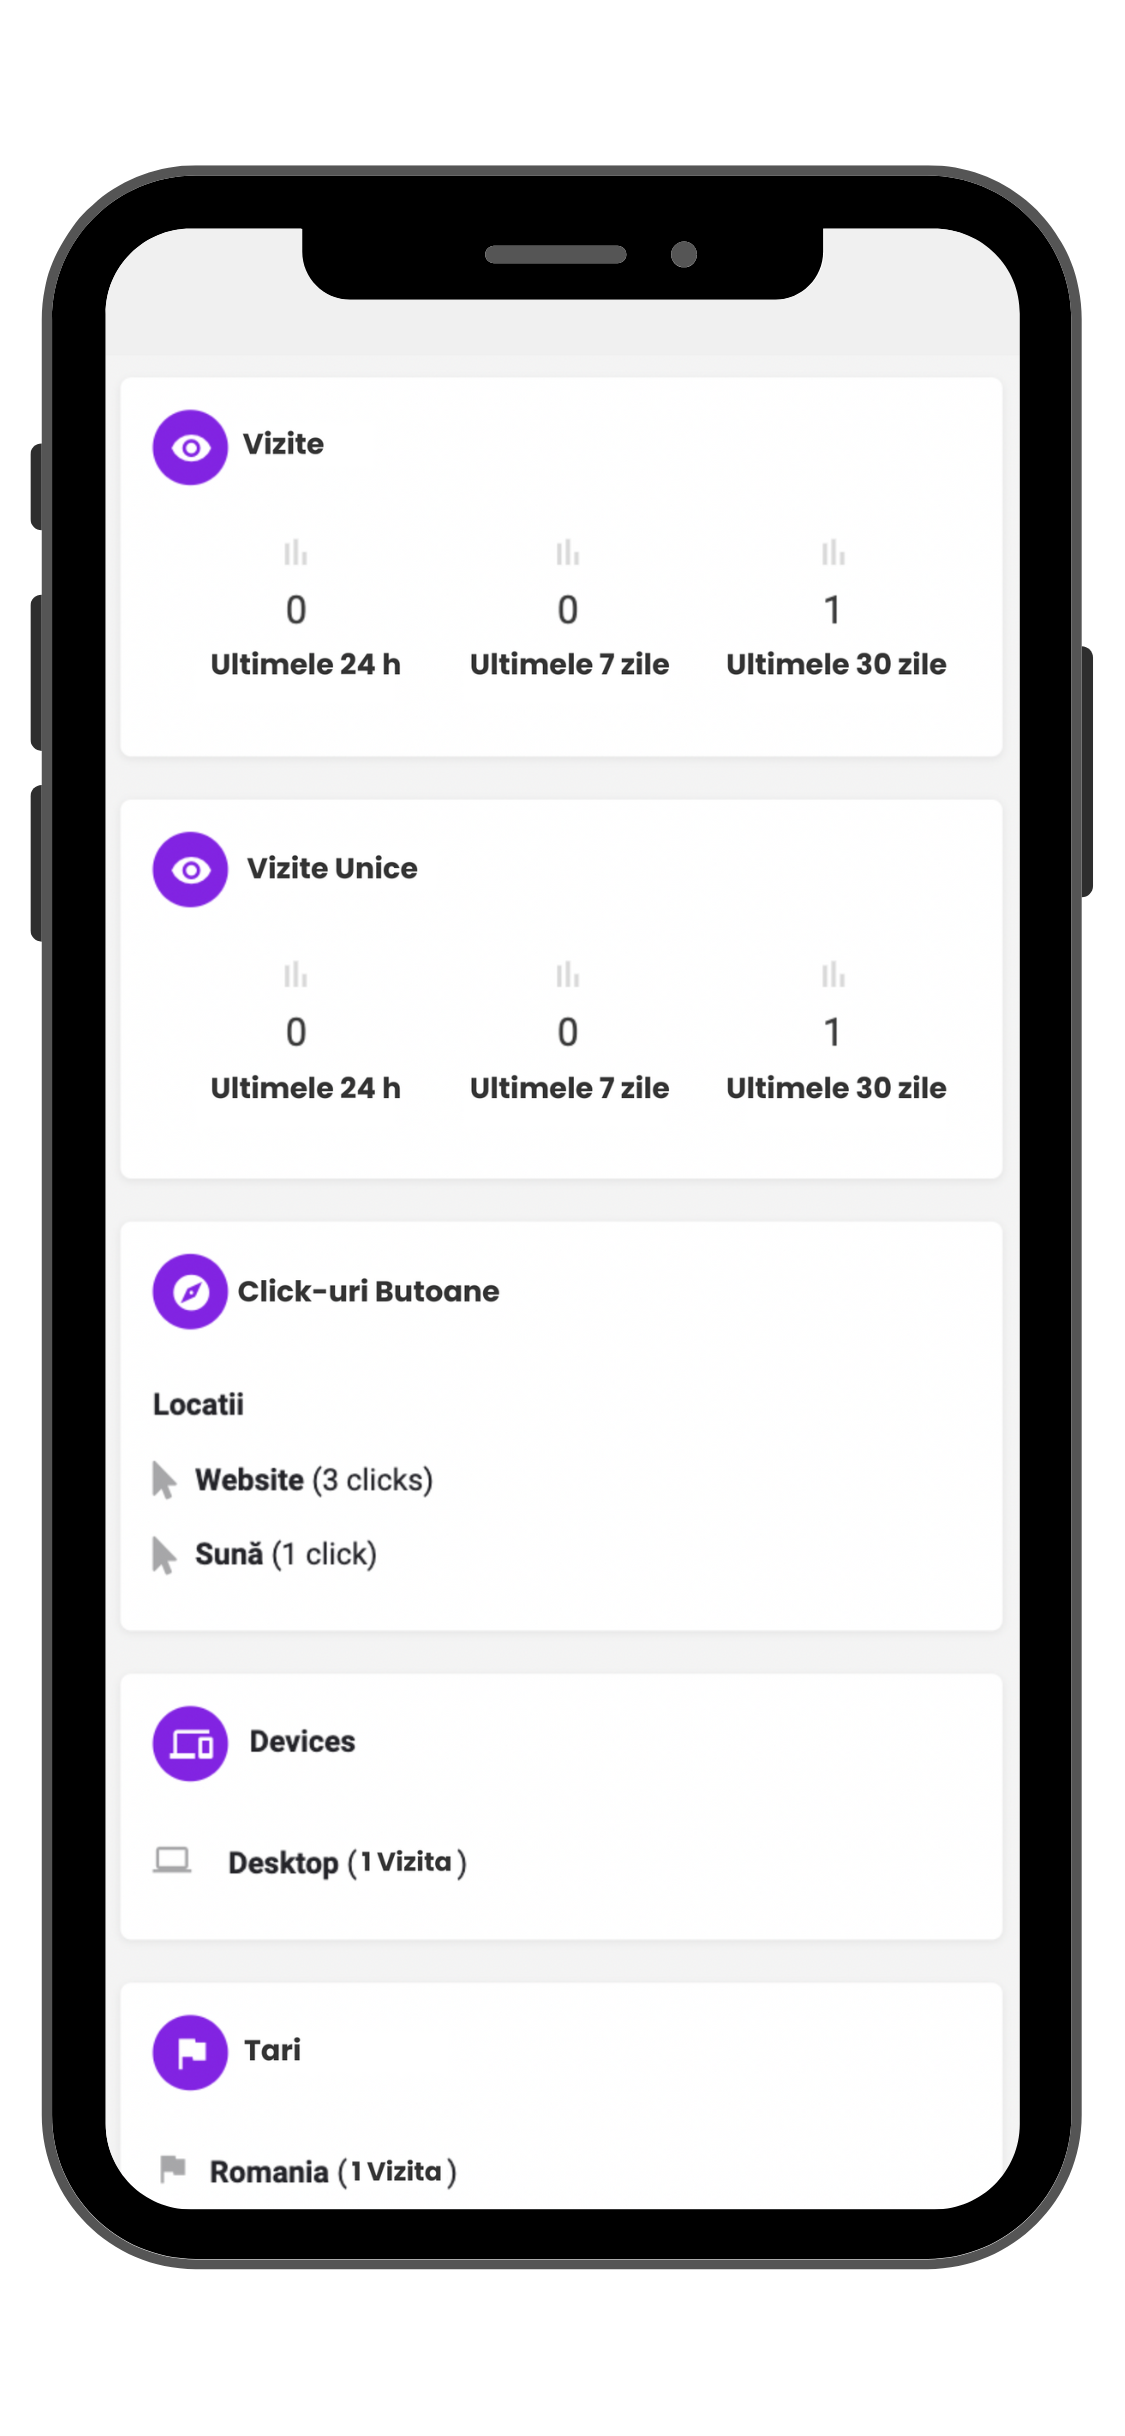 Vizite
0 0 1
Ultimele 24 h Ultimele 7 zile Ultimele 30 zile
Vizite Unice
0 0 1
Ultimele 24 h Ultimele 7 zile Ultimele 30 zile
Click-uri Butoane
Locatii
Website (3 clicks)
Sună (1 click)
Devices
Desktop (1 Vizita)
Tari
Romania (1 Vizita)